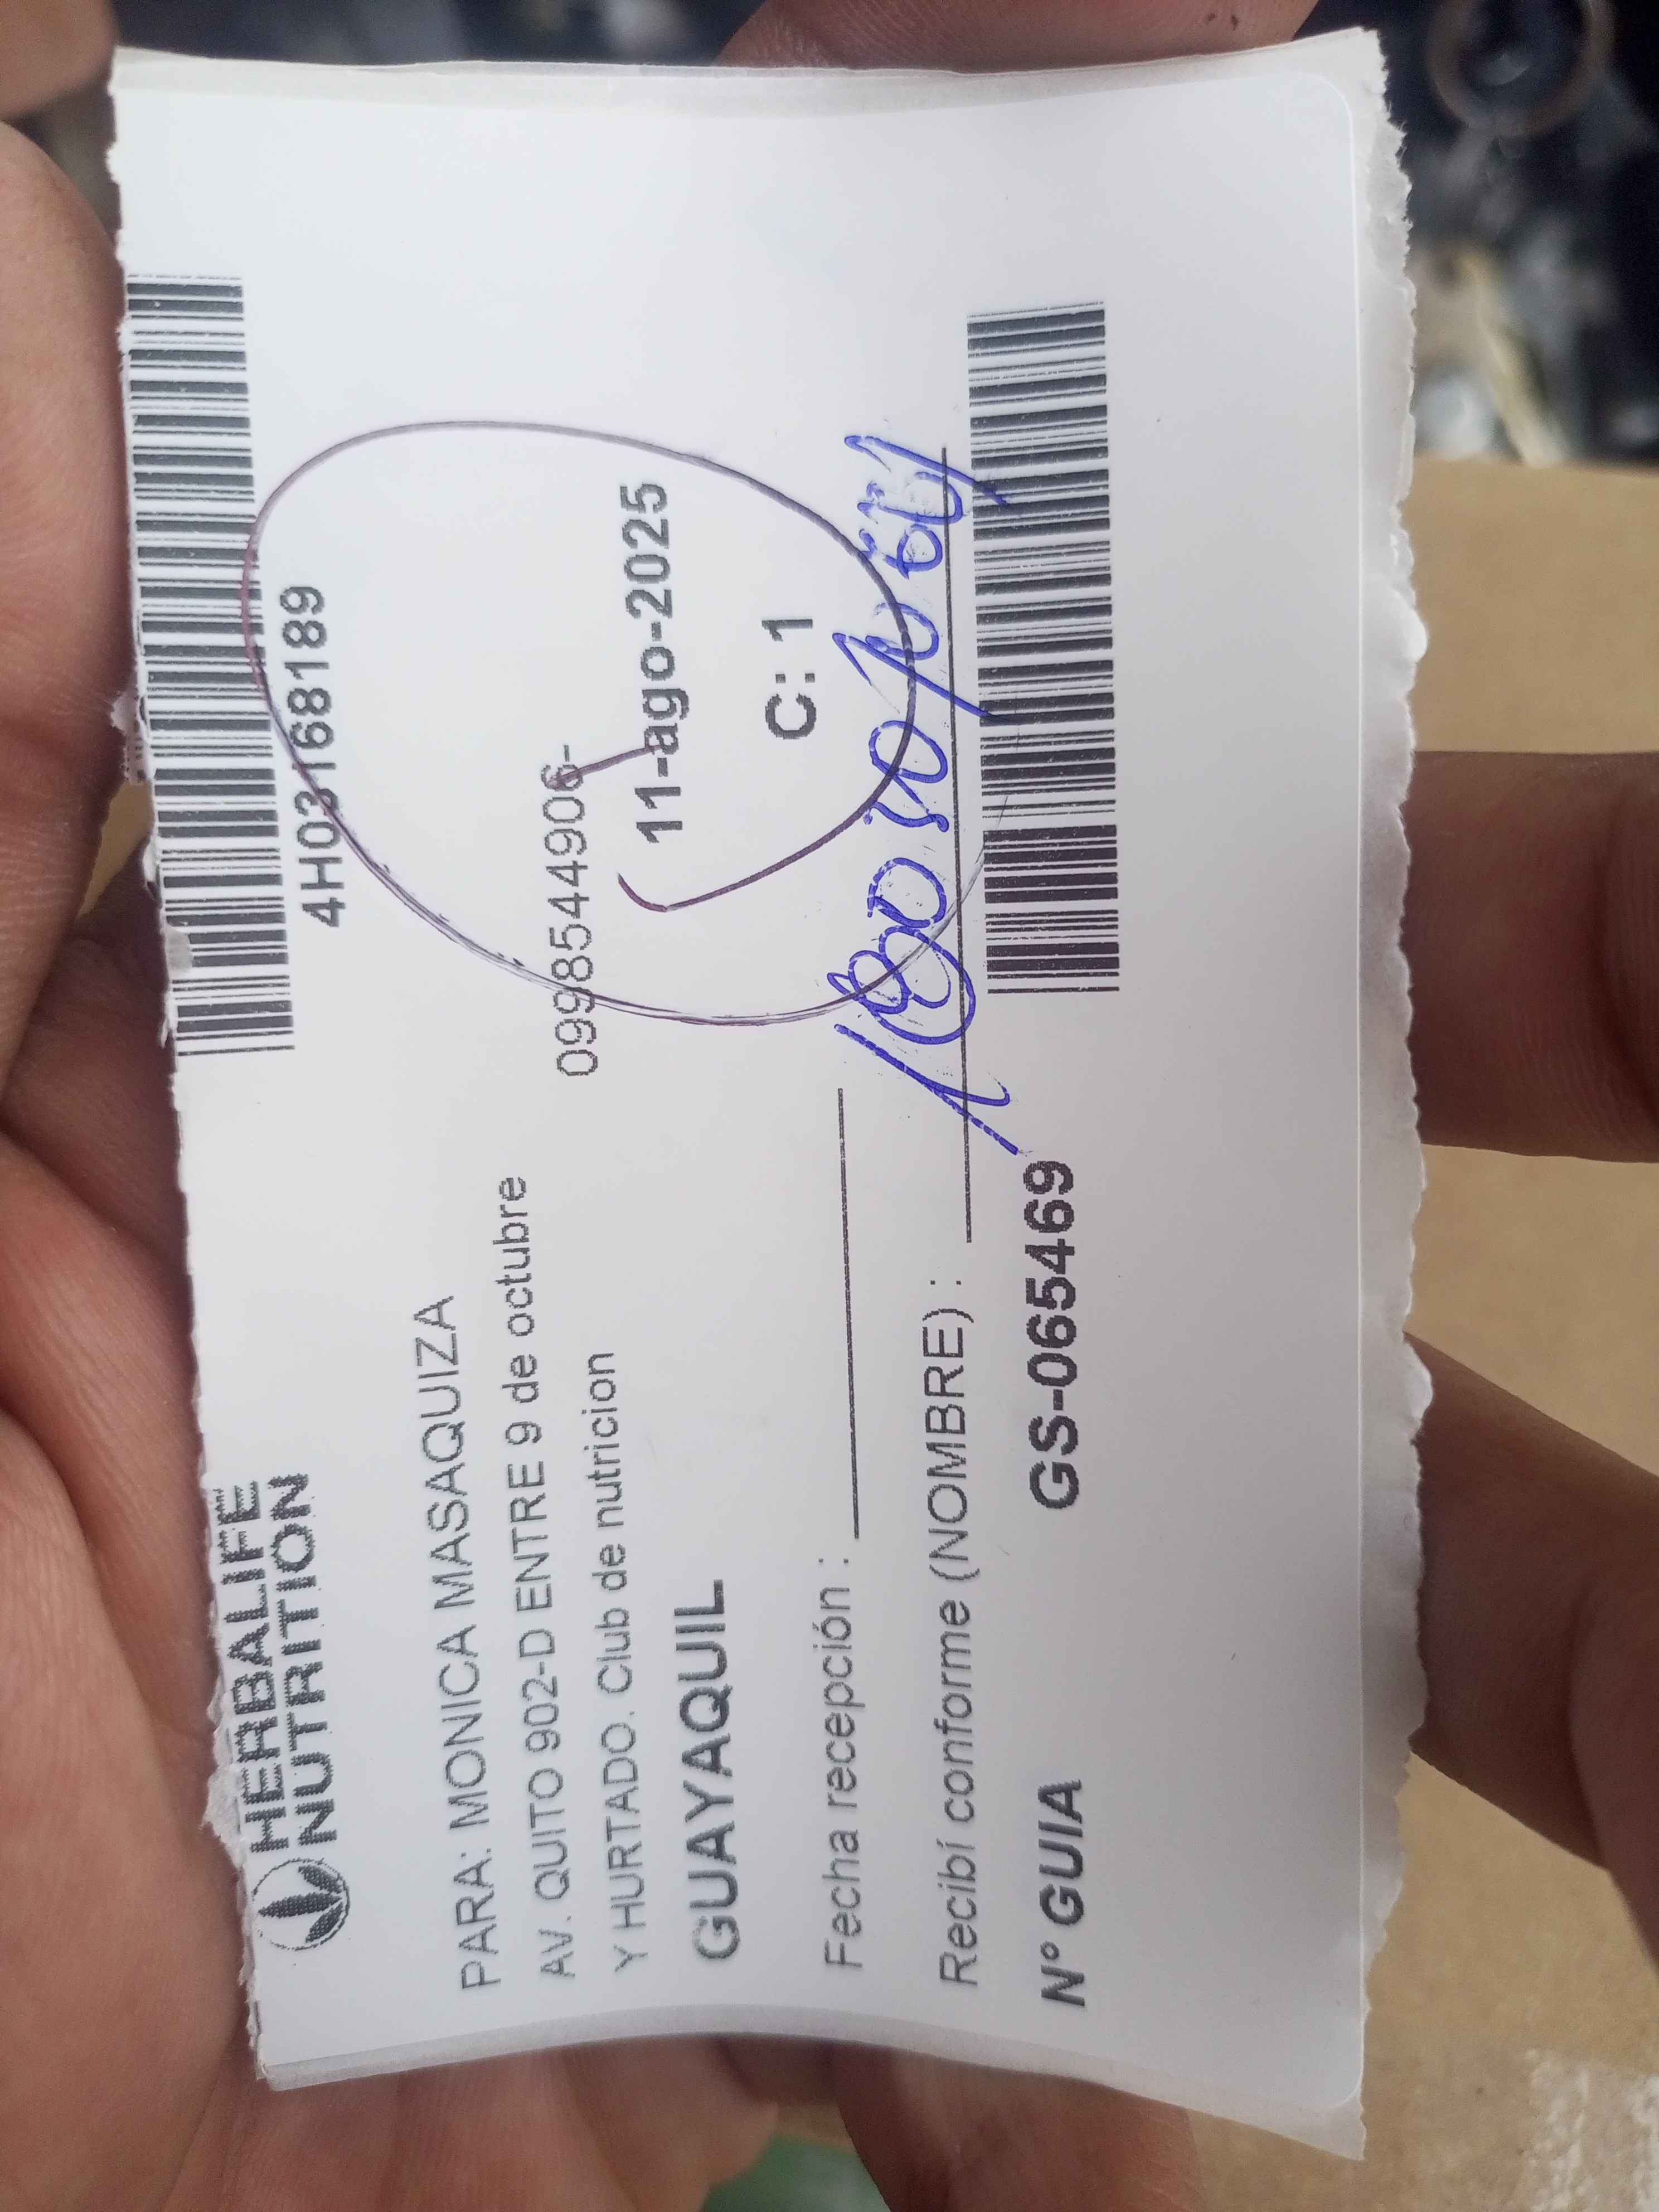 HERBALIFE
NUTRITION
4H03168189
PARA: MONICA MASAQUIZA
AV. QUITO 902-D ENTRE 9 de octubre
0998544906-
Y HURTADO. Club de nutricion
11-ago-2025
GUAYAQUIL
C: 1
Fecha recepción :
Recibí conforme (NOMBRE) :
N° GUIA GS-065469